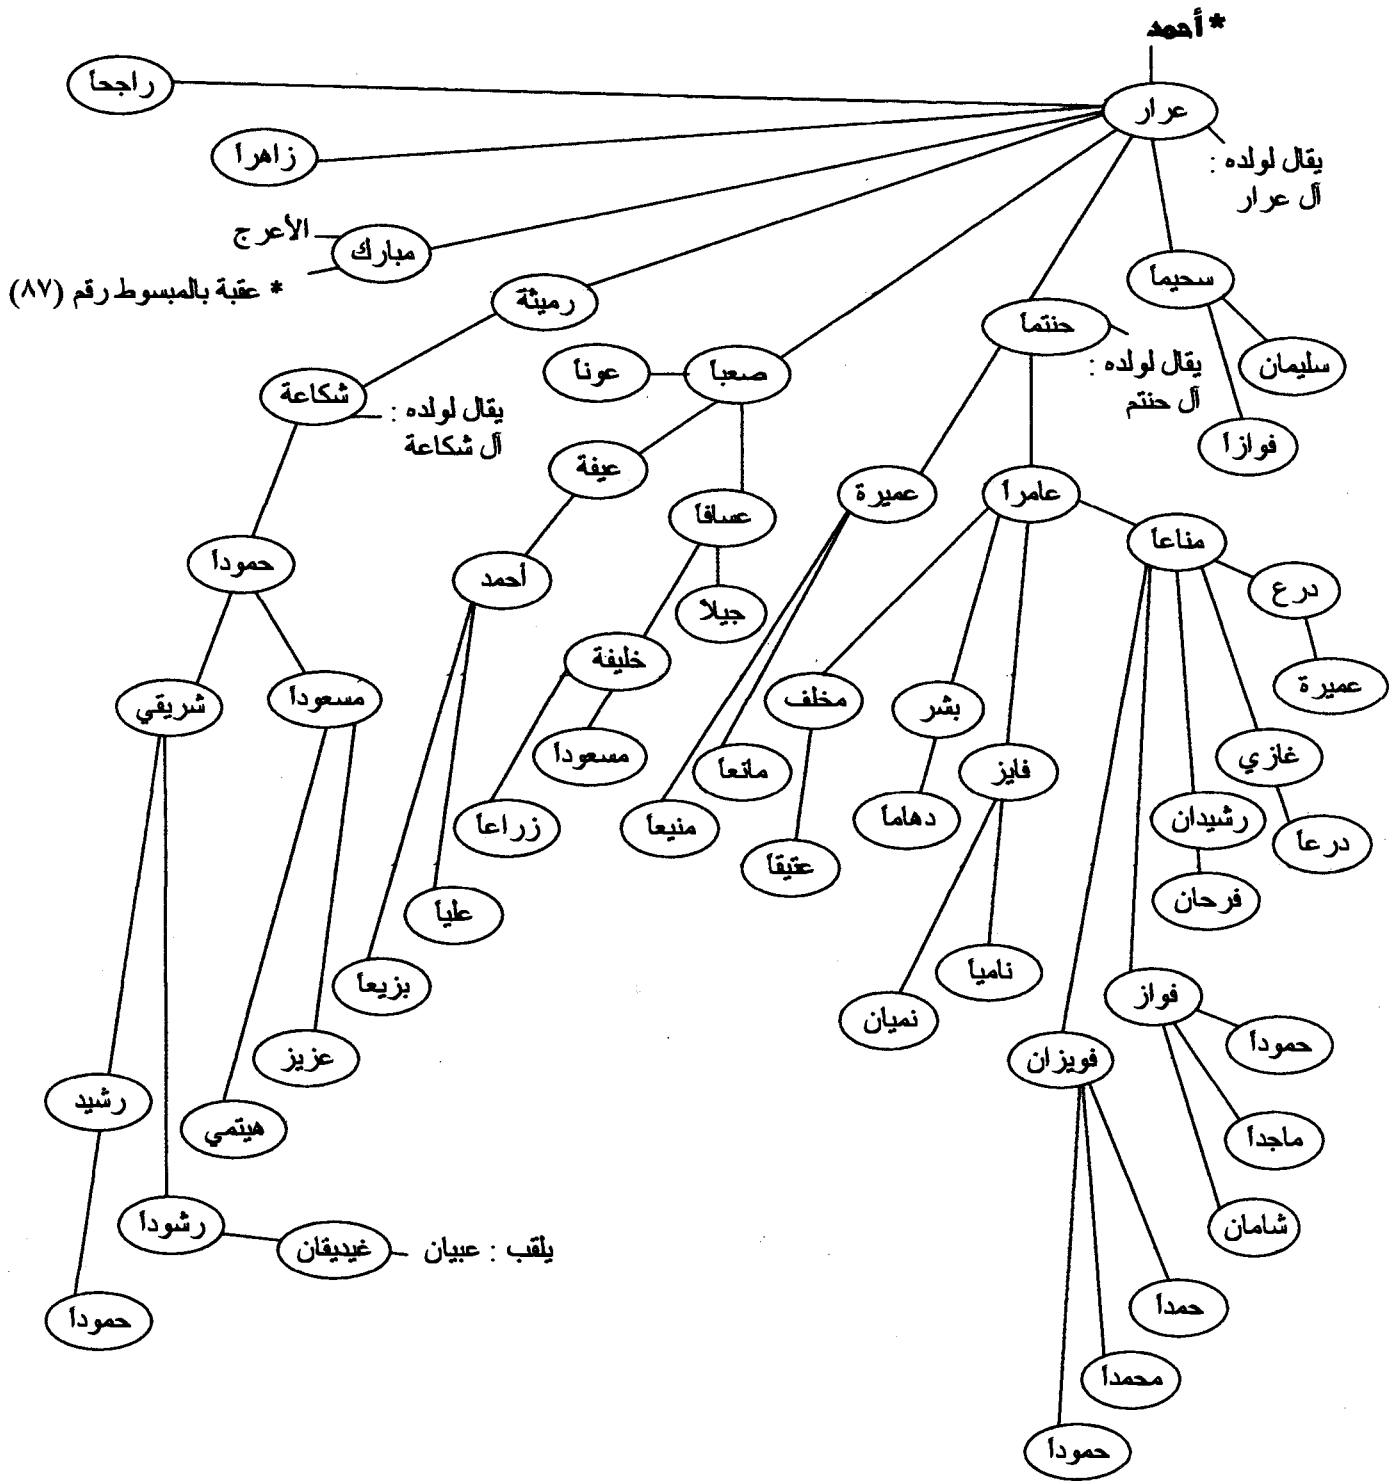 * أحمد
عرار
يقال لولده :
آل عرار
راجحاً
زاهراً
مبارك
الأعرج
* عقبة بالمبسوط رقم (٨٧)
رميثة
شكاعة
يقال لولده :
آل شكاعة
صعباً
عوناً
حنتماً
يقال لولده :
آل حنتم
سحيماً
سليمان
فوازاً
عيفة
عسافاً
عميرة
عامراً
مناعاً
درع
عميرة
حموداً
أحمد
جيلاً
خليفة
شريقي
مسعوداً
مسعوداً
زراعاً
مانعاً
منيعاً
مخلف
عتيقاً
بشر
دهاماً
فايز
نامياً
نميان
غازي
درعاً
رشيدان
فرحان
علياً
بزيعاً
عزيز
هيتمي
رشيد
حموداً
رشوداً
غيديقان
يلقب : عبيان
فواز
حموداً
ماجداً
شامان
فويزان
حمداً
محمداً
حموداً